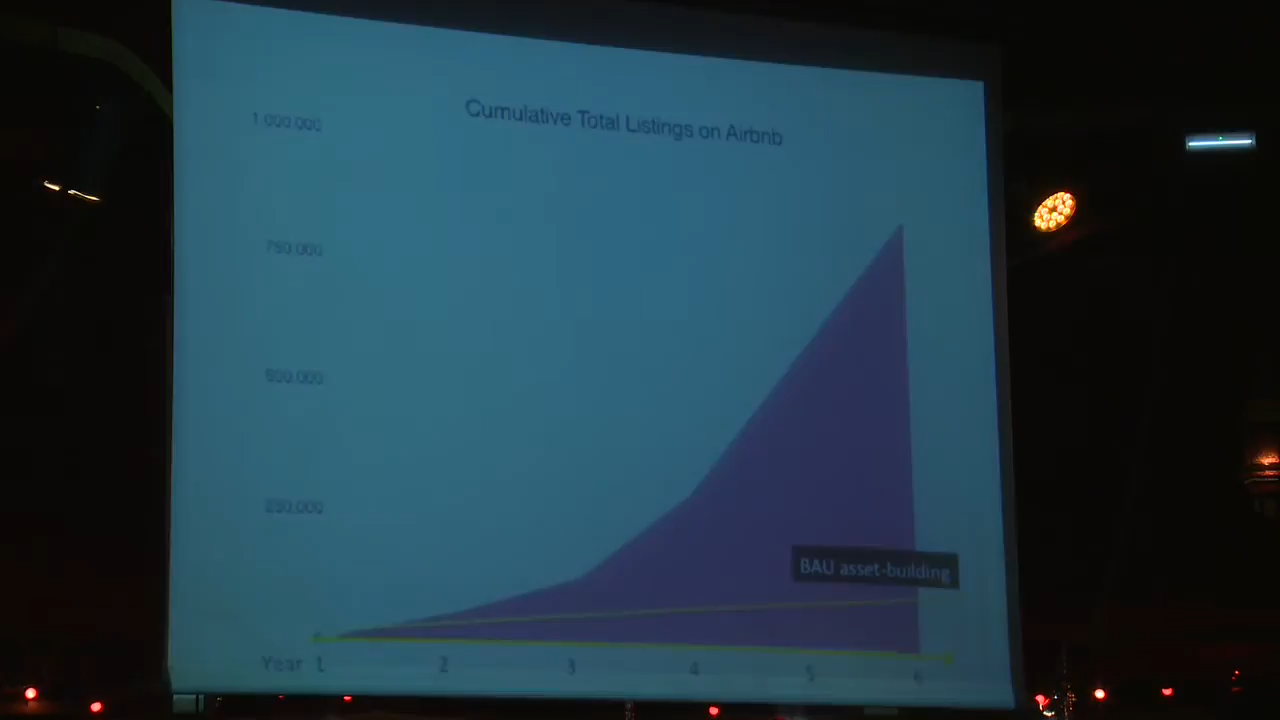 Cumulative Total Listings on Airbnb
1,000,000
750,000
500,000
250,000
BAU asset-building
Year 1 2 3 4 5 6